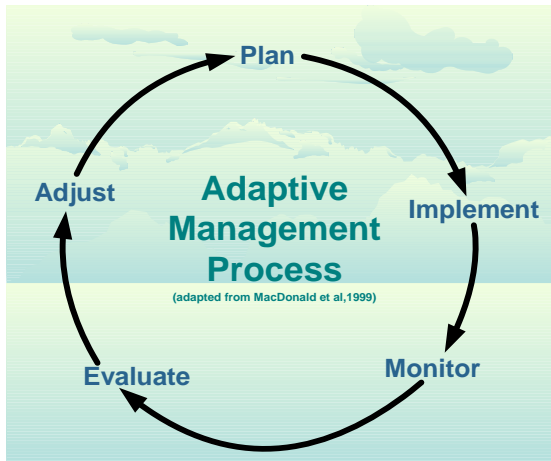 Plan
Adjust
Implement
Adaptive
Management
Process
(adapted from MacDonald et al,1999)
Evaluate
Monitor